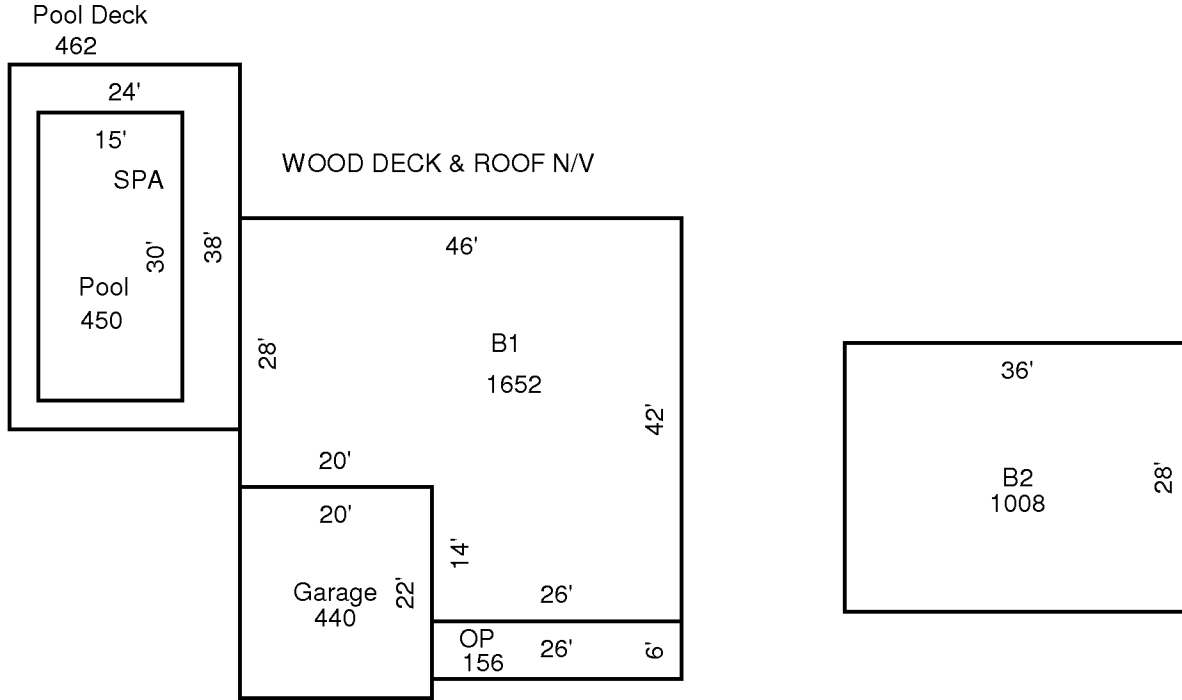 Pool Deck
462
24'
15'
SPA
30'
38'
Pool
450
WOOD DECK & ROOF N/V
46'
28'
B1
1652
42'
20'
20'
14'
Garage
22'
440
26'
OP
156
26'
6'
36'
B2
1008
28'